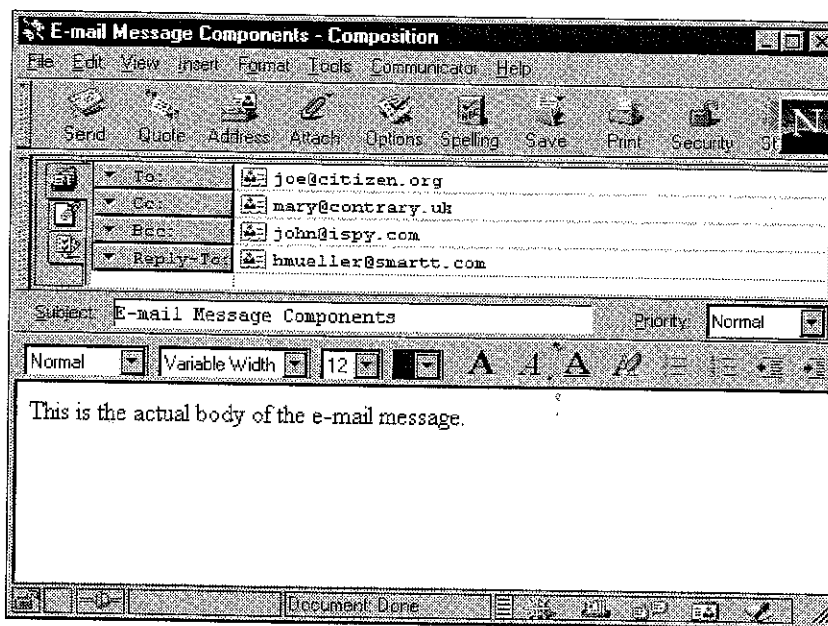 E-mail Message Components - Composition
File Edit View Insert Format Tools Communicator Help
Send Quote Address Attach Options Spelling Save Print Security St N
To: joe@citizen.org
Cc: mary@contrary.uk
Bcc: john@ispy.com
Reply-To: hmueller@smartt.com
Subject: E-mail Message Components Priority: Normal
Normal Variable Width 12 A A A
This is the actual body of the e-mail message.
Document: Done